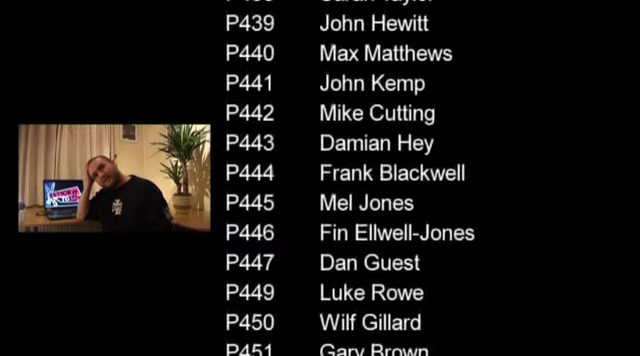 P439 John Hewitt
P440 Max Matthews
P441 John Kemp
P442 Mike Cutting
P443 Damian Hey
P444 Frank Blackwell
P445 Mel Jones
P446 Fin Ellwell-Jones
P447 Dan Guest
P449 Luke Rowe
P450 Wilf Gillard
P451 Gary Brown